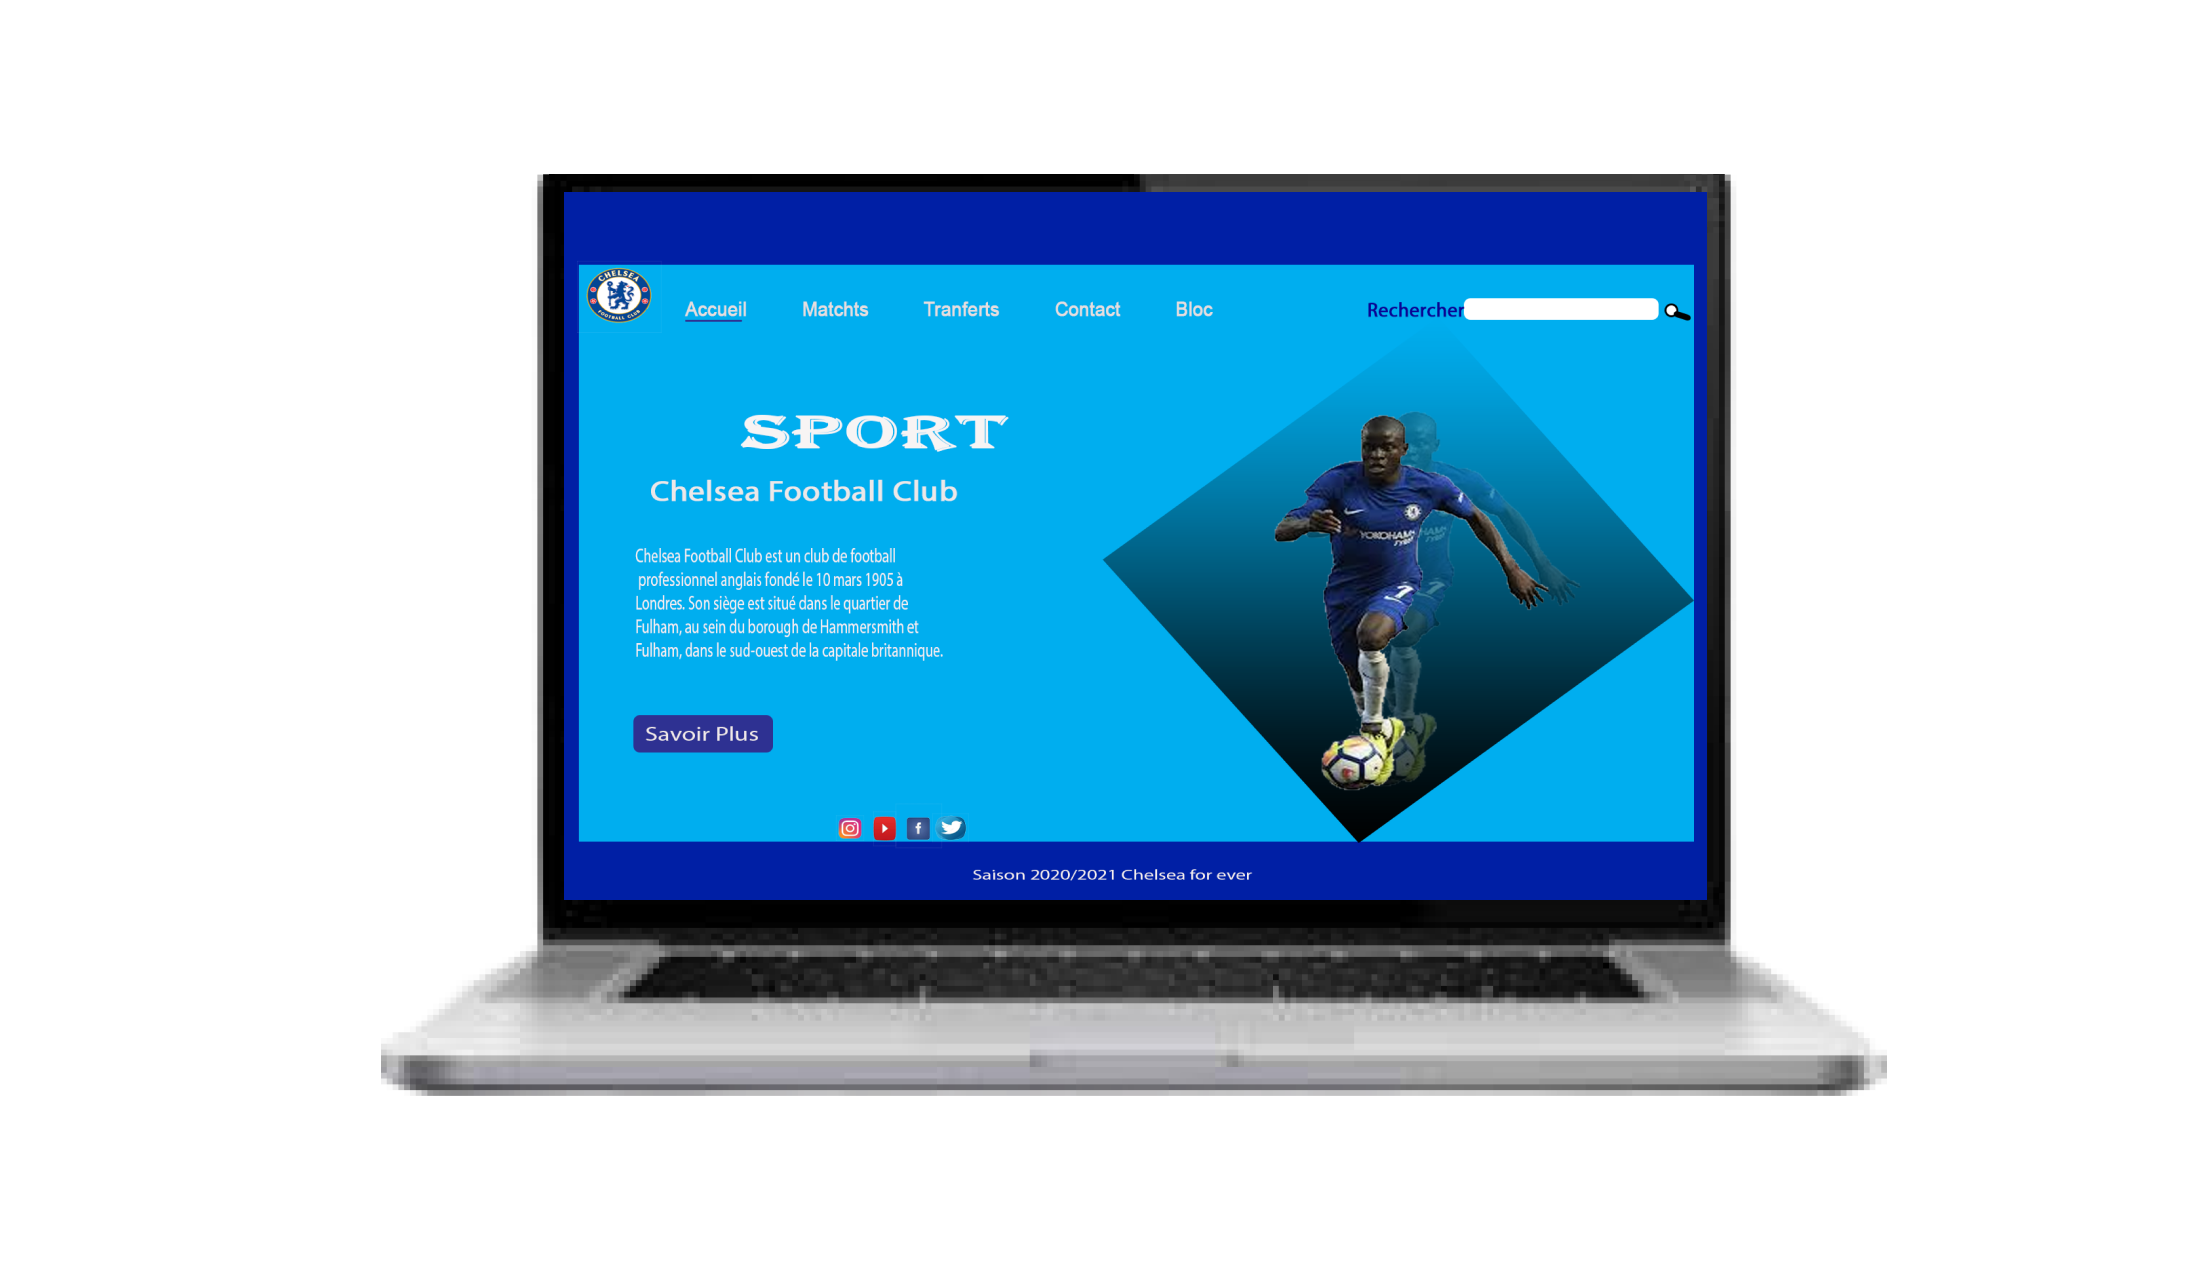 CHELSEA
FOOTBALL CLUB
Accueil
Matchts
Tranferts
Contact
Bloc
Rechercher
SPORT
Chelsea Football Club
Chelsea Football Club est un club de football
professionnel anglais fondé le 10 mars 1905 à
Londres. Son siège est situé dans le quartier de
Fulham, au sein du borough de Hammersmith et
Fulham, dans le sud-ouest de la capitale britannique.
YOKOHAMA
TYRES
7
Savoir Plus
Saison 2020/2021 Chelsea for ever